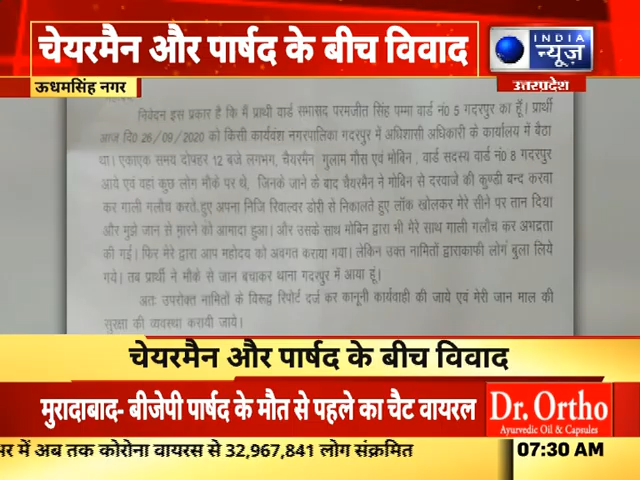 चेयरमैन और पार्षद के बीच विवाद
INDIA
न्यूज़
ऊधमसिंह नगर
उत्तरप्रदेश
निवेदन इस प्रकार है कि मैं प्रार्थी वार्ड सभासद परमजीत सिंह पम्मा वार्ड नं0 5 गदरपुर का हूँ। प्रार्थी
आज दि0 26/09/2020 को किसी कार्यवंश नगरपालिका गदरपुर में अधिशासी अधिकारी के कार्यालय में बैठा
था। एकाएक समय दोपहर 12 बजे लगभग, चैयरमैन गुलाम गौस एवं मोबिन, वार्ड सदस्य वार्ड नं0 8 गदरपुर
आये एवं वहा कुछ लोग मौके पर थे, जिनके जाने के बाद चैयरमैन ने मोबिन से दरवाजे की कुण्डी बन्द करवा
कर गाली गलौच करते हुए अपना निजि रिवाल्वर डोरी से निकालते हुए लॉक खोलकर मेरे सीने पर तान दिया
और मुझे जान से मारने को आमादा हुआ। और उसके साथ मोबिन द्वारा भी मेरे साथ गाली गलौच कर अभद्रता
की गई। फिर मेरे द्वारा आप महोदय को अवगत कराया गया। लेकिन उक्त नामितों द्वाराकाफी लोग बुला लिये
गये। तब प्रार्थी ने मौके से जान बचाकर थाना गदरपुर में आया हूं।
अतः उपरोक्त नामितों के विरूद्ध रिपोर्ट दर्ज कर कानूनी कार्यवाही की जाये एवं मेरी जान माल की
सुरक्षा की व्यवस्था करायी जाये।
चेयरमैन और पार्षद के बीच विवाद
मुरादाबाद- बीजेपी पार्षद के मौत से पहले का चैट वायरल
Dr. Ortho
Ayurvedic Oil & Capsules
में अब तक कोरोना वायरस से 32,967,841 लोग संक्रमित
07:30 AM